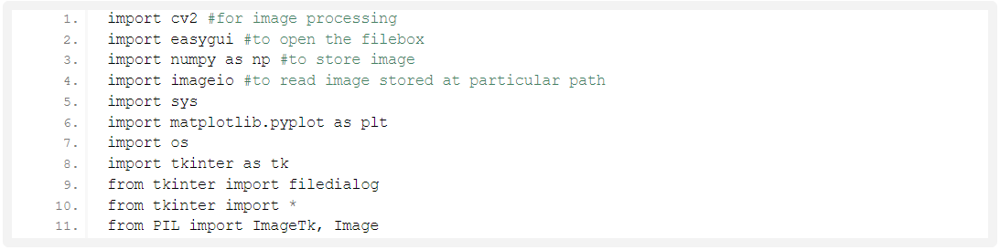 1. import cv2 #for image processing
2. import easygui #to open the filebox
3. import numpy as np #to store image
4. import imageio #to read image stored at particular path
5. import sys
6. import matplotlib.pyplot as plt
7. import os
8. import tkinter as tk
9. from tkinter import filedialog
10. from tkinter import *
11. from PIL import ImageTk, Image